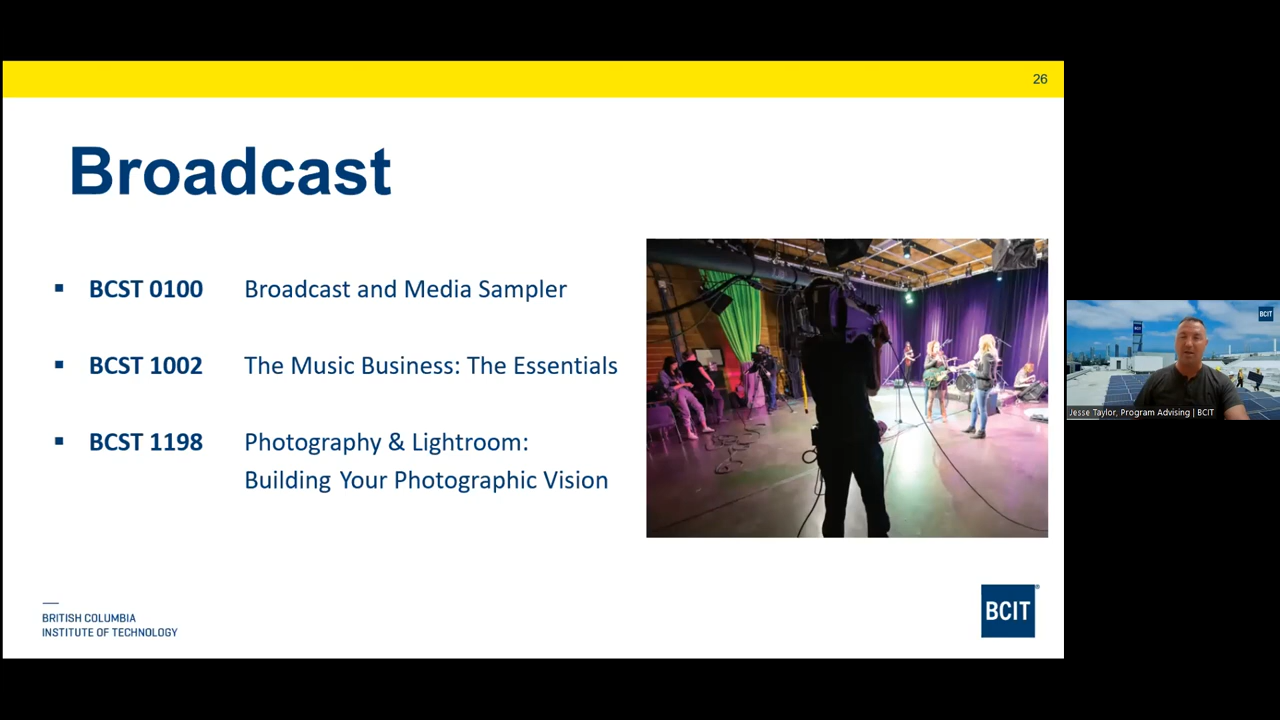 26
Broadcast
▪ BCST 0100 Broadcast and Media Sampler
▪ BCST 1002 The Music Business: The Essentials
▪ BCST 1198 Photography & Lightroom:
Building Your Photographic Vision
BRITISH COLUMBIA
INSTITUTE OF TECHNOLOGY
BCIT®
BCIT
Jesse Taylor, Program Advising | BCIT